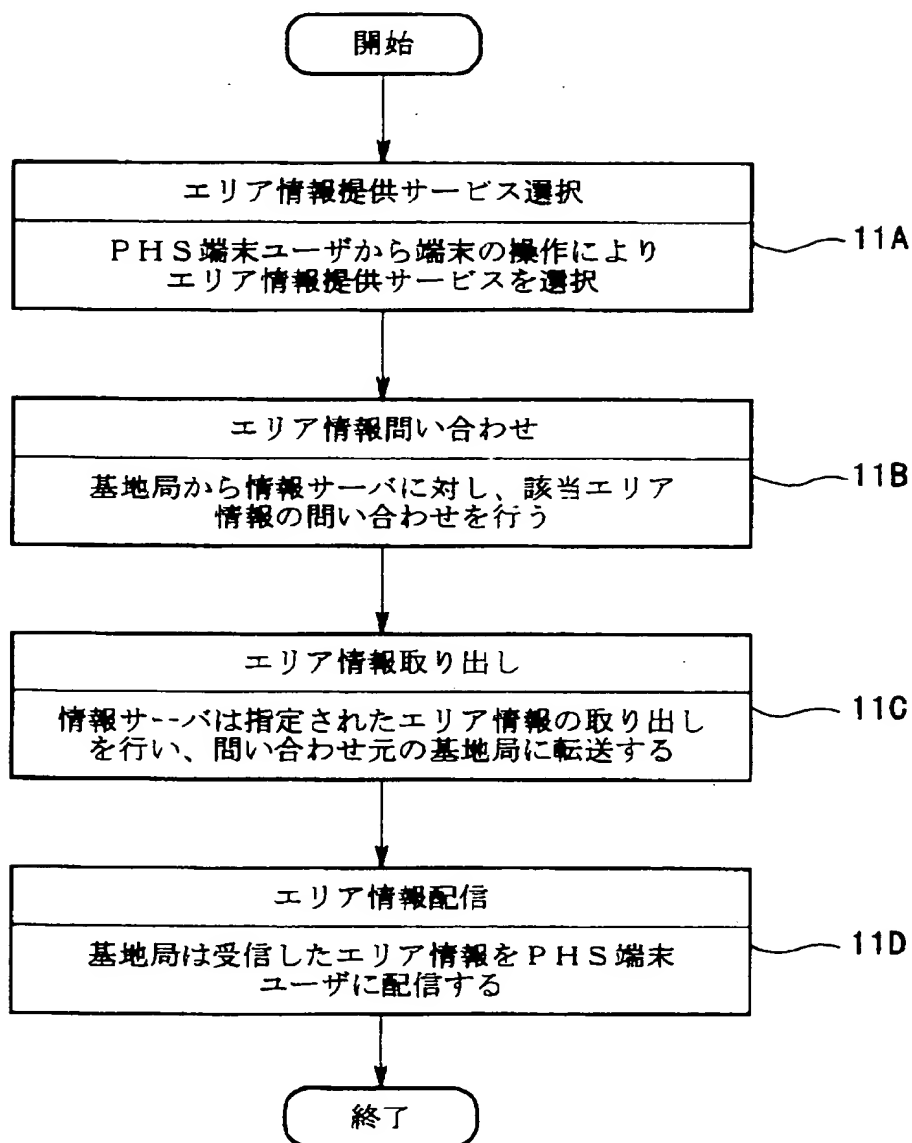 開始
エリア情報提供サービス選択
PHS端末ユーザから端末の操作により
エリア情報提供サービスを選択
11A
エリア情報問い合わせ
基地局から情報サーバに対し、該当エリア
情報の問い合わせを行う
11B
エリア情報取り出し
情報サーバは指定されたエリア情報の取り出し
を行い、問い合わせ元の基地局に転送する
11C
エリア情報配信
基地局は受信したエリア情報をPHS端末
ユーザに配信する
11D
終了